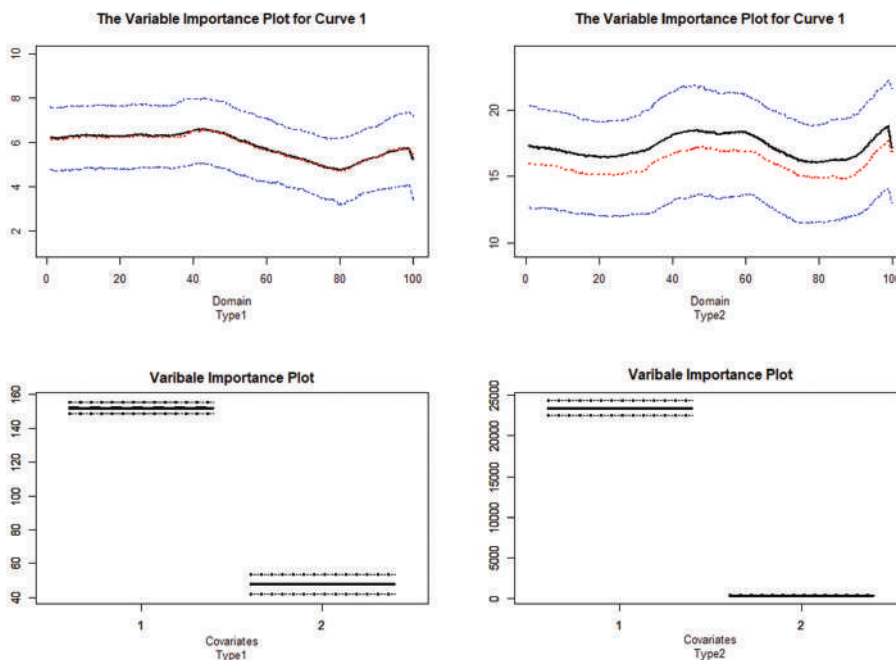 The Variable Importance Plot for Curve 1
10
8
6
4
2
0 20 40 60 80 100
Domain
Type1
The Variable Importance Plot for Curve 1
20
15
10
0 20 40 60 80 100
Domain
Type2
Varibale Importance Plot
160
140
120
100
80
60
40
1 2
Covariates
Type1
Varibale Importance Plot
25000
20000
15000
10000
5000
0
1 2
Covariates
Type2